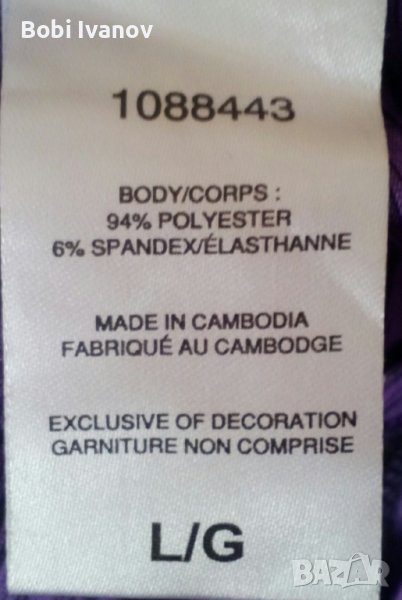 Bobi Ivanov
1088443
BODY/CORPS :
94% POLYESTER
6% SPANDEX/ÉLASTHANNE
MADE IN CAMBODIA
FABRIQUÉ AU CAMBODGE
EXCLUSIVE OF DECORATION
GARNITURE NON COMPRISE
L/G
BAZAR